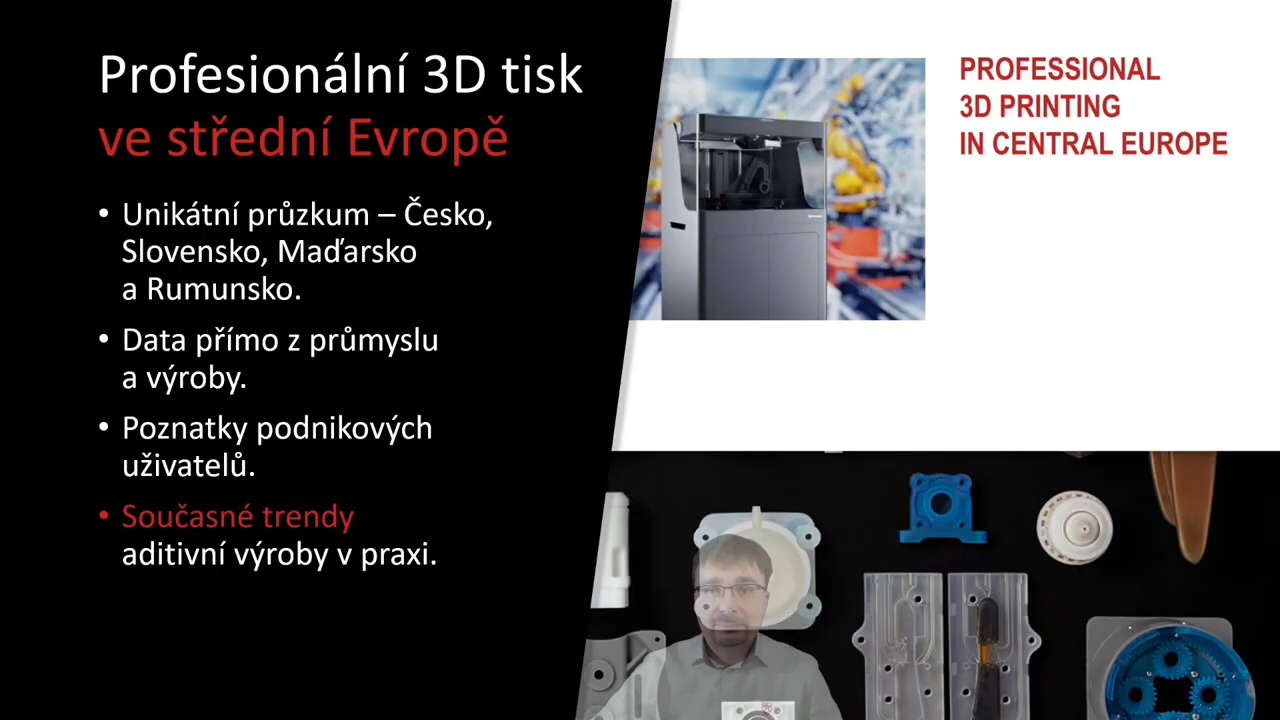 Profesionální 3D tisk
ve střední Evropě
• Unikátní průzkum – Česko,
Slovensko, Maďarsko
a Rumunsko.
• Data přímo z průmyslu
a výroby.
• Poznatky podnikových
uživatelů.
• Současné trendy
aditivní výroby v praxi.
PROFESSIONAL
3D PRINTING
IN CENTRAL EUROPE